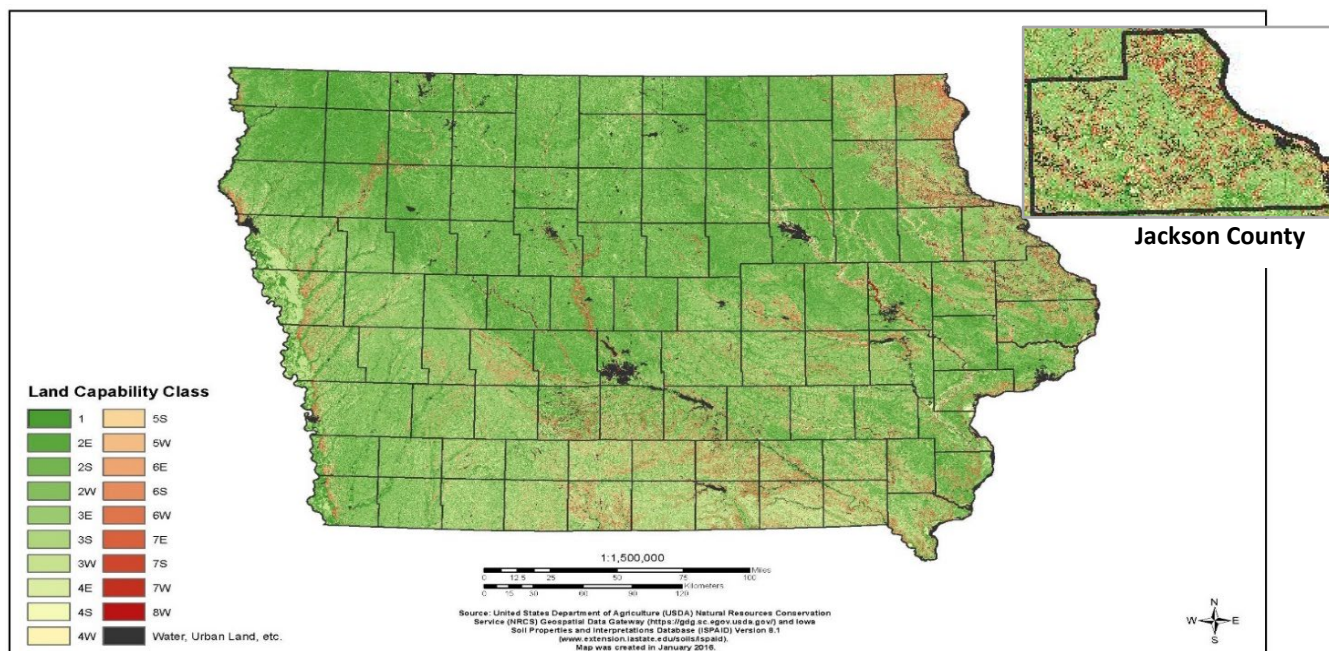 Jackson County
Land Capability Class
1
2E
2S
2W
3E
3S
3W
4E
4S
4W
5S
5W
6E
6S
6W
7E
7S
7W
8W
Water, Urban Land, etc.
1:1,500,000
Miles
0 12.5 25 50 75 100
Kilometers
0 15 30 60 90 120
Source: United States Department of Agriculture (USDA) Natural Resources Conservation
Service (NRCS) Geospatial Data Gateway (https://gdg.sc.egov.usda.gov/) and Iowa
Soil Properties and Interpretations Database (ISPAID) Version 8.1
(www.extension.iastate.edu/soils/ispaid).
Map was created in January 2016.
N
W E
S